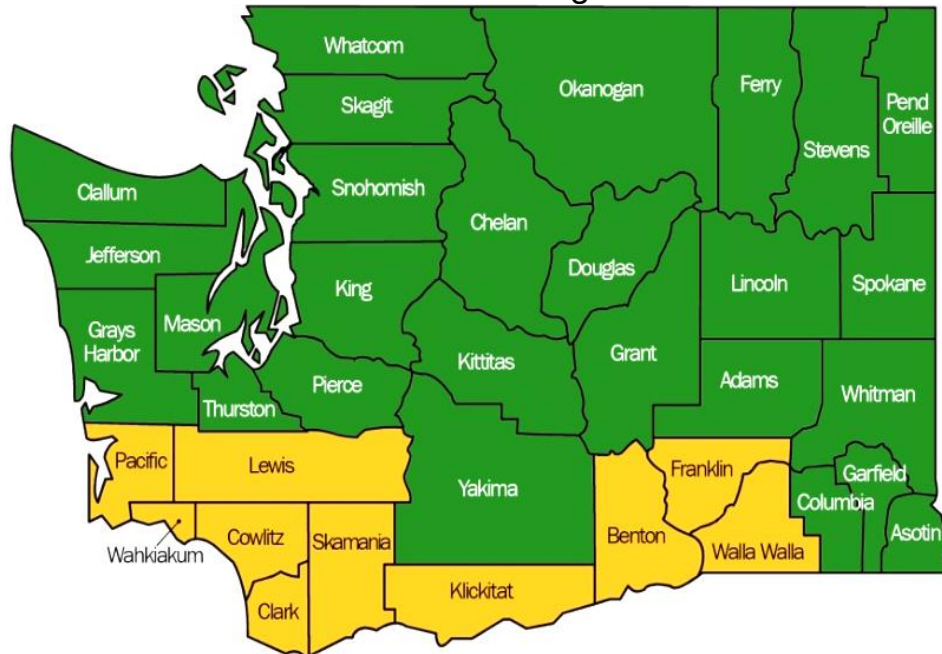 g
Whatcom
Okanogan
Ferry
Pend
Oreille
Skagit
Stevens
Snohomish
Clallum
Chelan
Jefferson
Douglas
King
Lincoln
Spokane
Mason
Grays
Harbor
Kittitas
Grant
Pierce
Adams
Thurston
Whitman
Pacific
Lewis
Yakima
Franklin
Garfield
Columbia
Wahkiakum
Cowlitz
Skamania
Benton
Asotin
Walla Walla
Klickitat
Clark